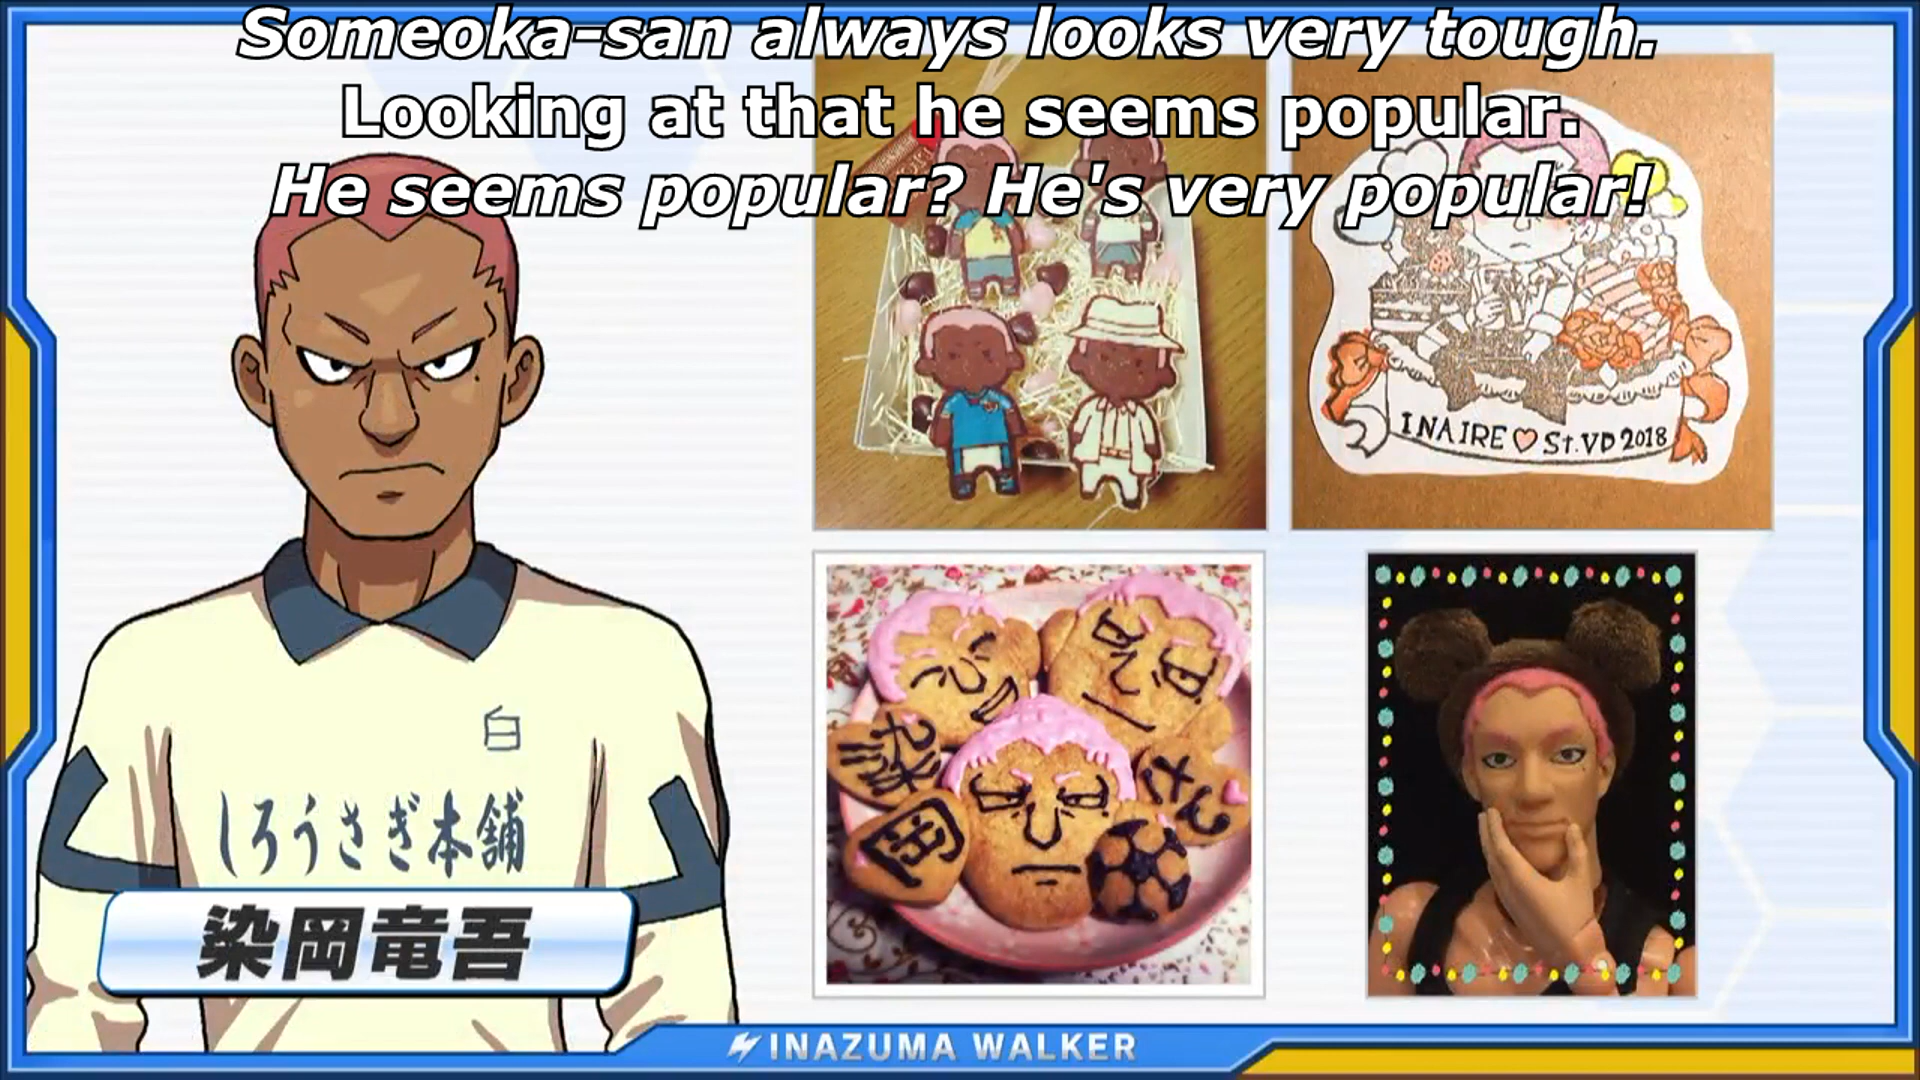 Someoka-san always looks very tough.
Looking at that he seems popular.
He seems popular? He's very popular!
INAIRE♡St.VD2018
白
しろうさぎ本舗
染
岡
さん
染岡竜吾
INAZUMA WALKER